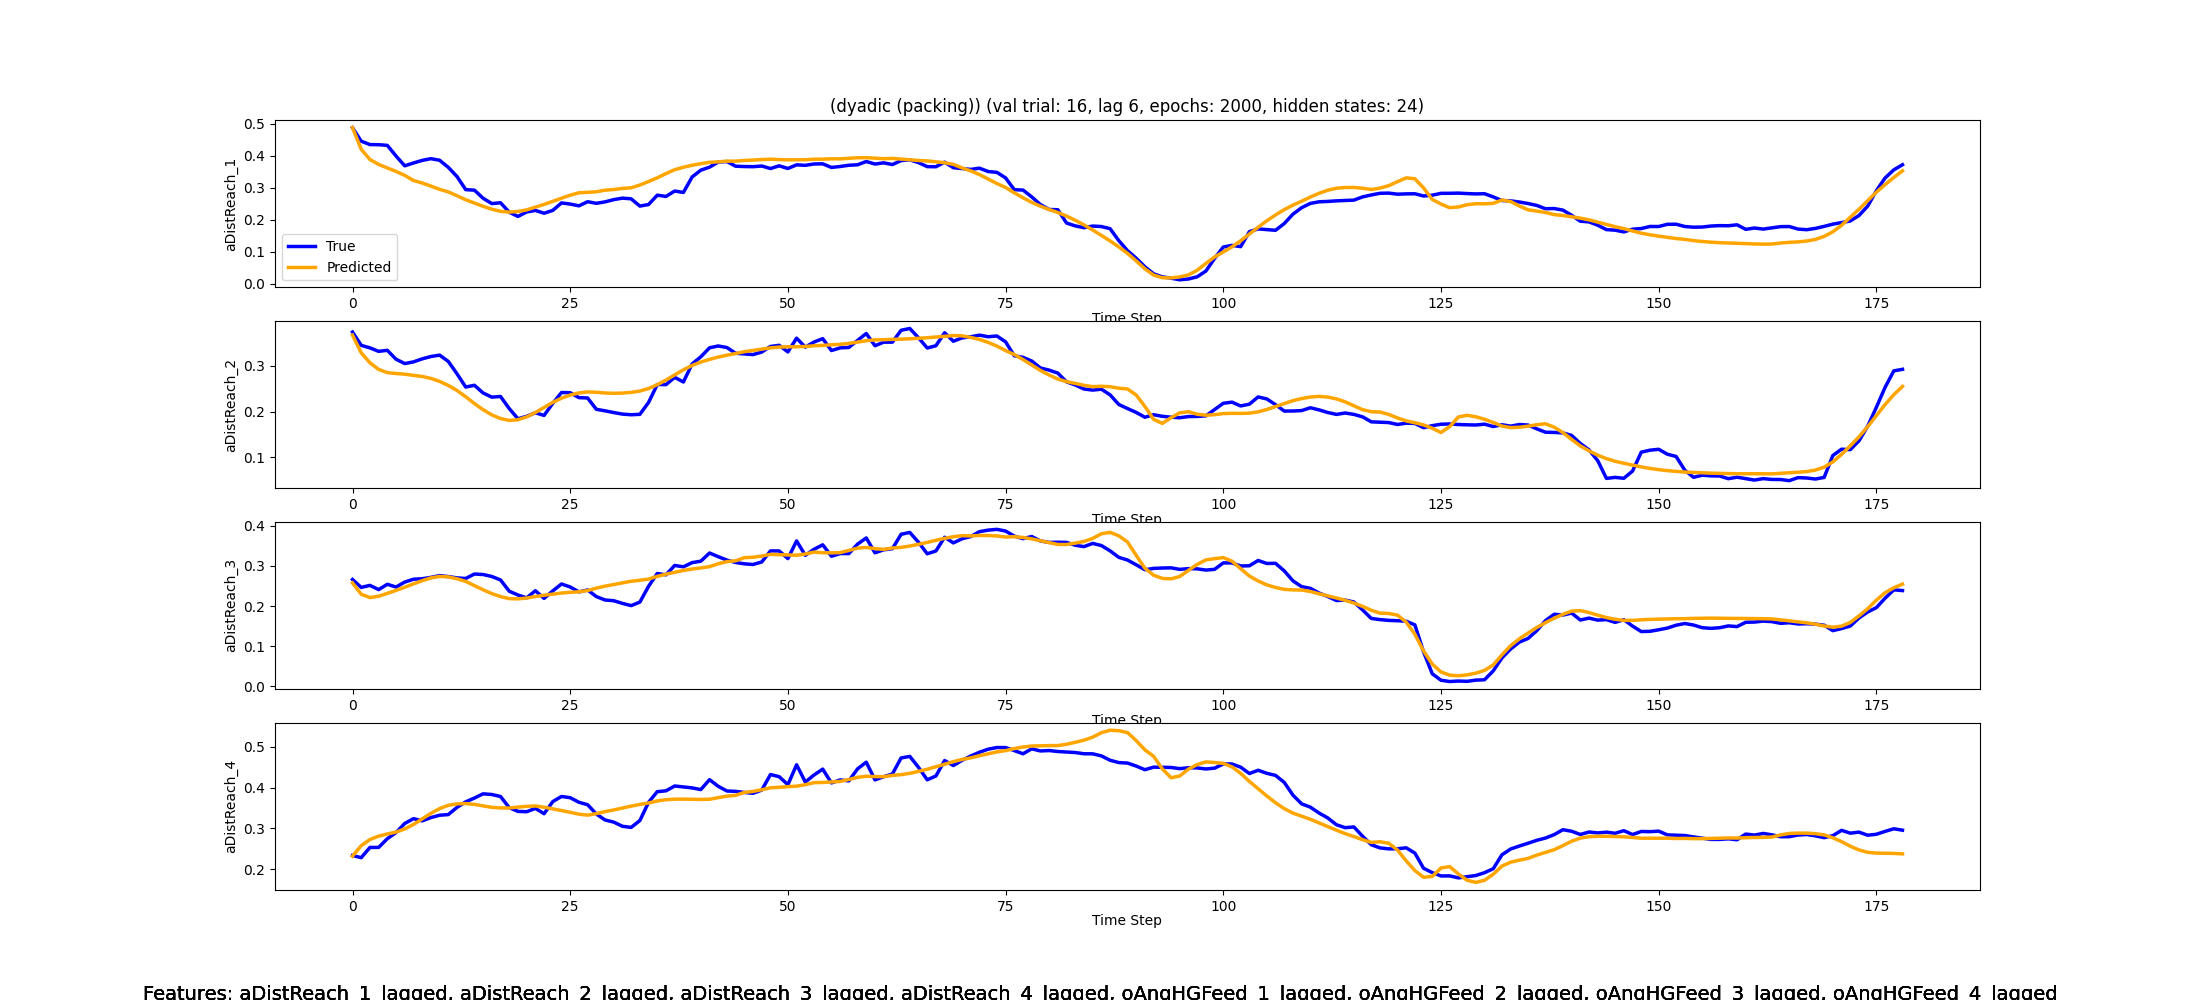 (dyadic (packing)) (val trial: 16, lag 6, epochs: 2000, hidden states: 24)
aDistReach_1
0.5
0.4
0.3
0.2
0.1
0.0
True
Predicted
0 25 50 75 100 125 150 175
Time Step
aDistReach_2
0.3
0.2
0.1
0 25 50 75 100 125 150 175
Time Step
aDistReach_3
0.4
0.3
0.2
0.1
0.0
0 25 50 75 100 125 150 175
Time Step
aDistReach_4
0.5
0.4
0.3
0.2
0 25 50 75 100 125 150 175
Time Step
Features: aDistReach_1_lagged, aDistReach_2_lagged, aDistReach_3_lagged, aDistReach_4_lagged, oAngHGFeed_1_lagged, oAngHGFeed_2_lagged, oAngHGFeed_3_lagged, oAngHGFeed_4_lagged